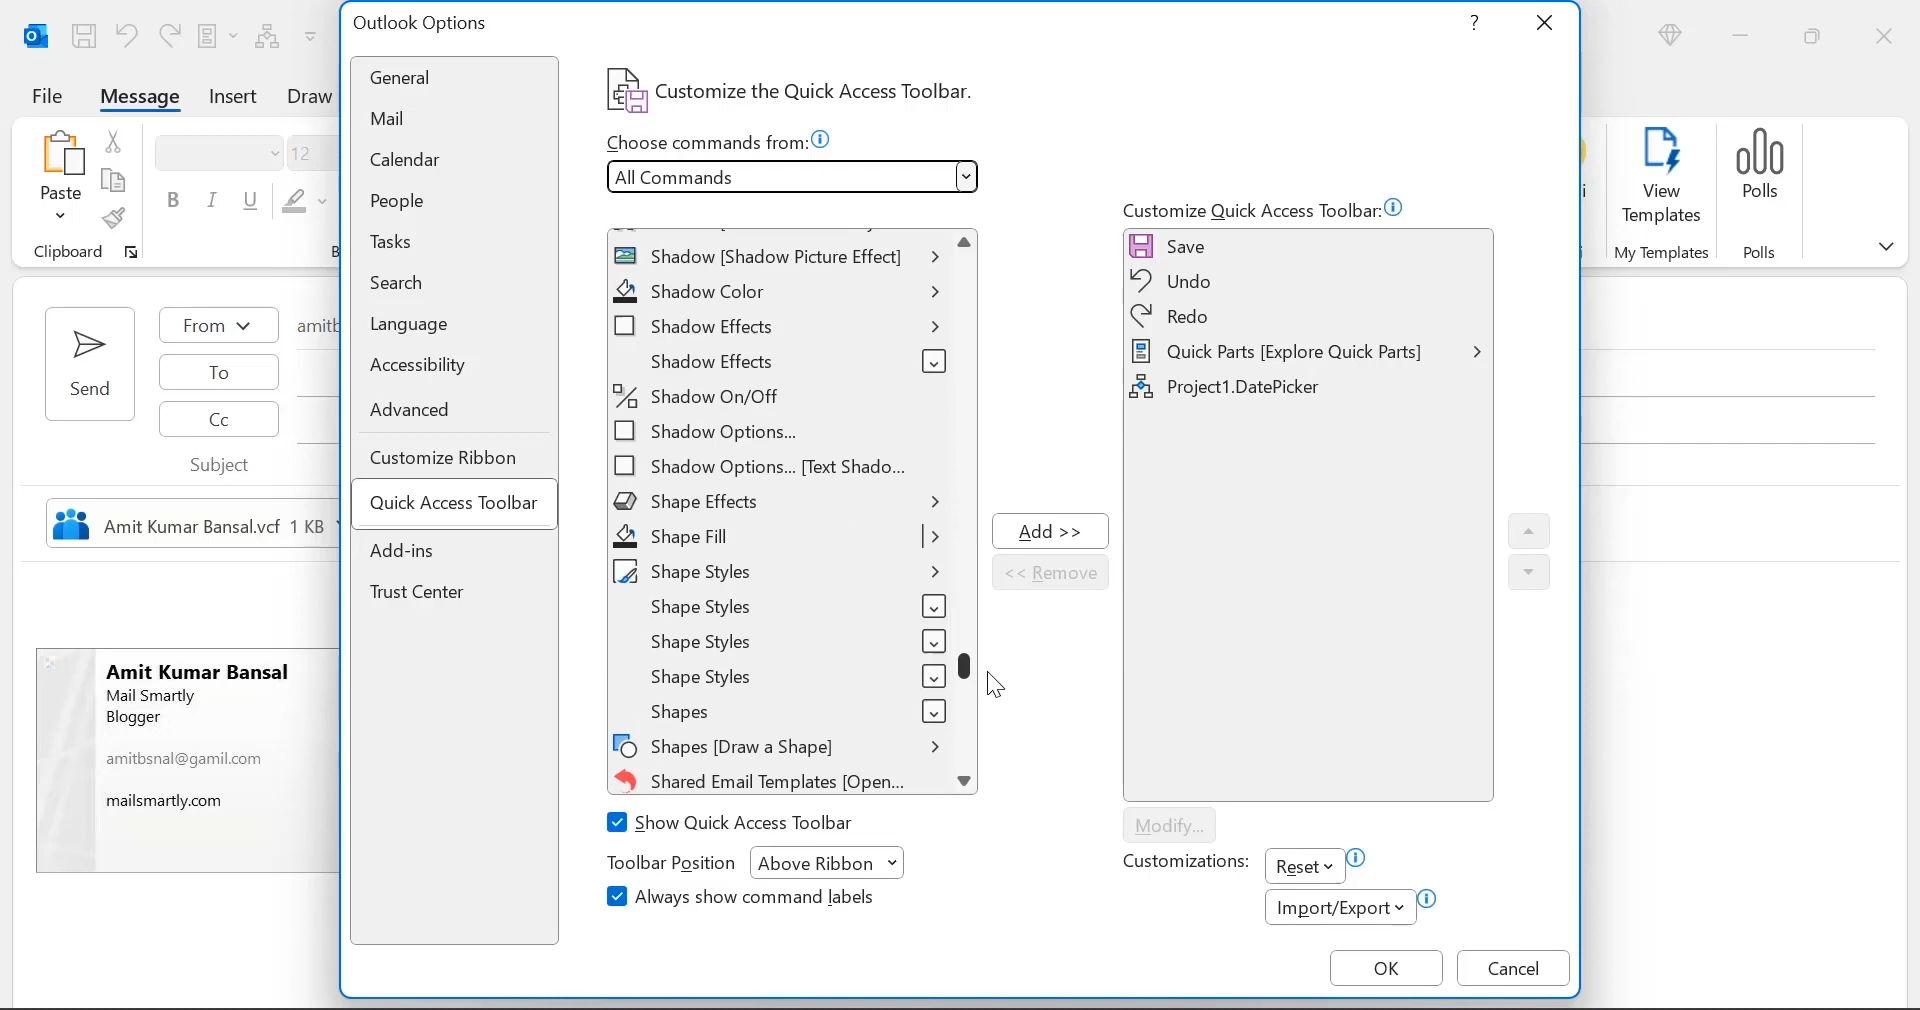 Outlook Options
?
File Message Insert Draw
Paste
Clipboard
12
B I U
B
Send
From
amitb
To
Cc
Subject
Amit Kumar Bansal.vcf 1 KB
Amit Kumar Bansal
Mail Smartly
Blogger
amitbsnal@gamil.com
mailsmartly.com
General
Mail
Calendar
People
Tasks
Search
Language
Accessibility
Advanced
Customize Ribbon
Quick Access Toolbar
Add-ins
Trust Center
Customize the Quick Access Toolbar.
Choose commands from:
All Commands
Shadow [Shadow Picture Effect]
Shadow Color
Shadow Effects
Shadow Effects
Shadow On/Off
Shadow Options...
Shadow Options... [Text Shado...
Shape Effects
Shape Fill
Shape Styles
Shape Styles
Shape Styles
Shape Styles
Shapes
Shapes [Draw a Shape]
Shared Email Templates [Open...
Show Quick Access Toolbar
Toolbar Position Above Ribbon
Always show command labels
Add >>
<< Remove
Customize Quick Access Toolbar:
Save
Undo
Redo
Quick Parts [Explore Quick Parts]
Project1.DatePicker
Modify...
Customizations: Reset
Import/Export
OK Cancel
i
View
Templates
My Templates
Polls
Polls